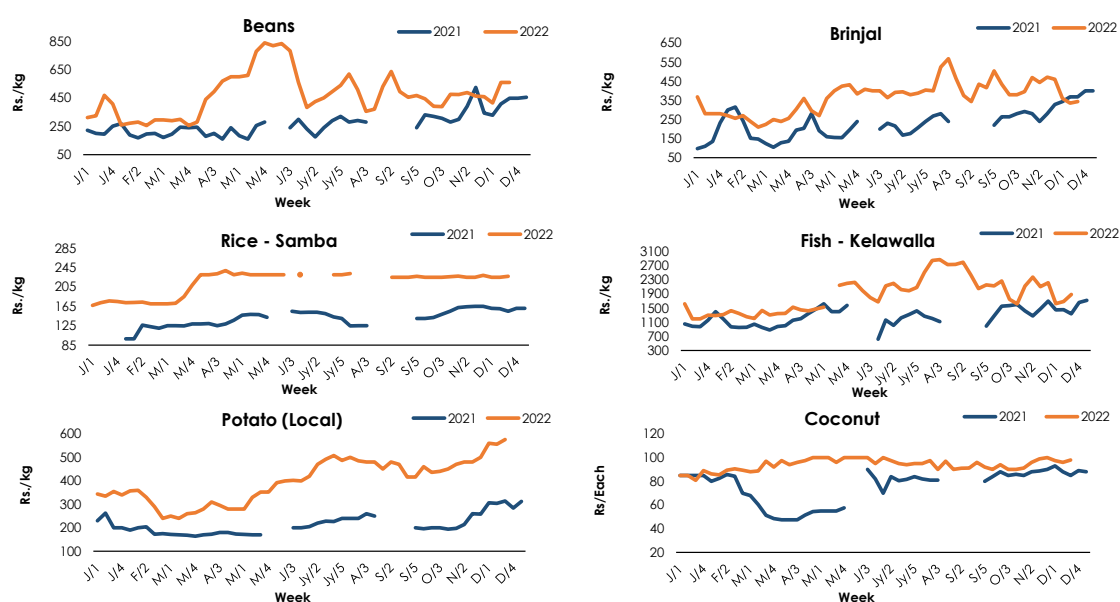 Beans
2021 2022
Rs./kg
850
650
450
250
50
J/1 J/4 F/2 M/1 M/4 A/3 M/1 M/4 J/3 Jy/2 Jy/5 A/3 S/2 S/5 O/3 N/2 D/1 D/4
Week
Brinjal
2021 2022
Rs./kg
650
550
450
350
250
150
50
J/1 J/4 F/2 M/1 M/4 A/3 M/1 M/4 J/3 Jy/2 Jy/5 A/3 S/2 S/5 O/3 N/2 D/1 D/4
Week
Rice - Samba
2021 2022
Rs./kg
285
245
205
165
125
85
J/1 J/4 F/2 M/1 M/4 A/3 M/1 M/4 J/3 Jy/2 Jy/5 A/3 S/2 S/5 O/3 N/2 D/1 D/4
Week
Fish - Kelawalla
2021 2022
Rs./kg
3100
2700
2300
1900
1500
1100
700
300
J/1 J/4 F/2 M/1 M/4 A/3 M/1 M/4 J/3 Jy/2 Jy/5 A/3 S/2 S/5 O/3 N/2 D/1 D/4
Week
Potato (Local)
2021 2022
Rs./kg
600
500
400
300
200
100
J/1 J/4 F/2 M/1 M/4 A/3 M/1 M/4 J/3 Jy/2 Jy/5 A/3 S/2 S/5 O/3 N/2 D/1 D/4
Week
Coconut
2021 2022
Rs/Each
120
100
80
60
40
20
J/1 J/4 F/2 M/1 M/4 A/3 M/1 M/4 J/3 Jy/2 Jy/5 A/3 S/2 S/5 O/3 N/2 D/1 D/4
Week